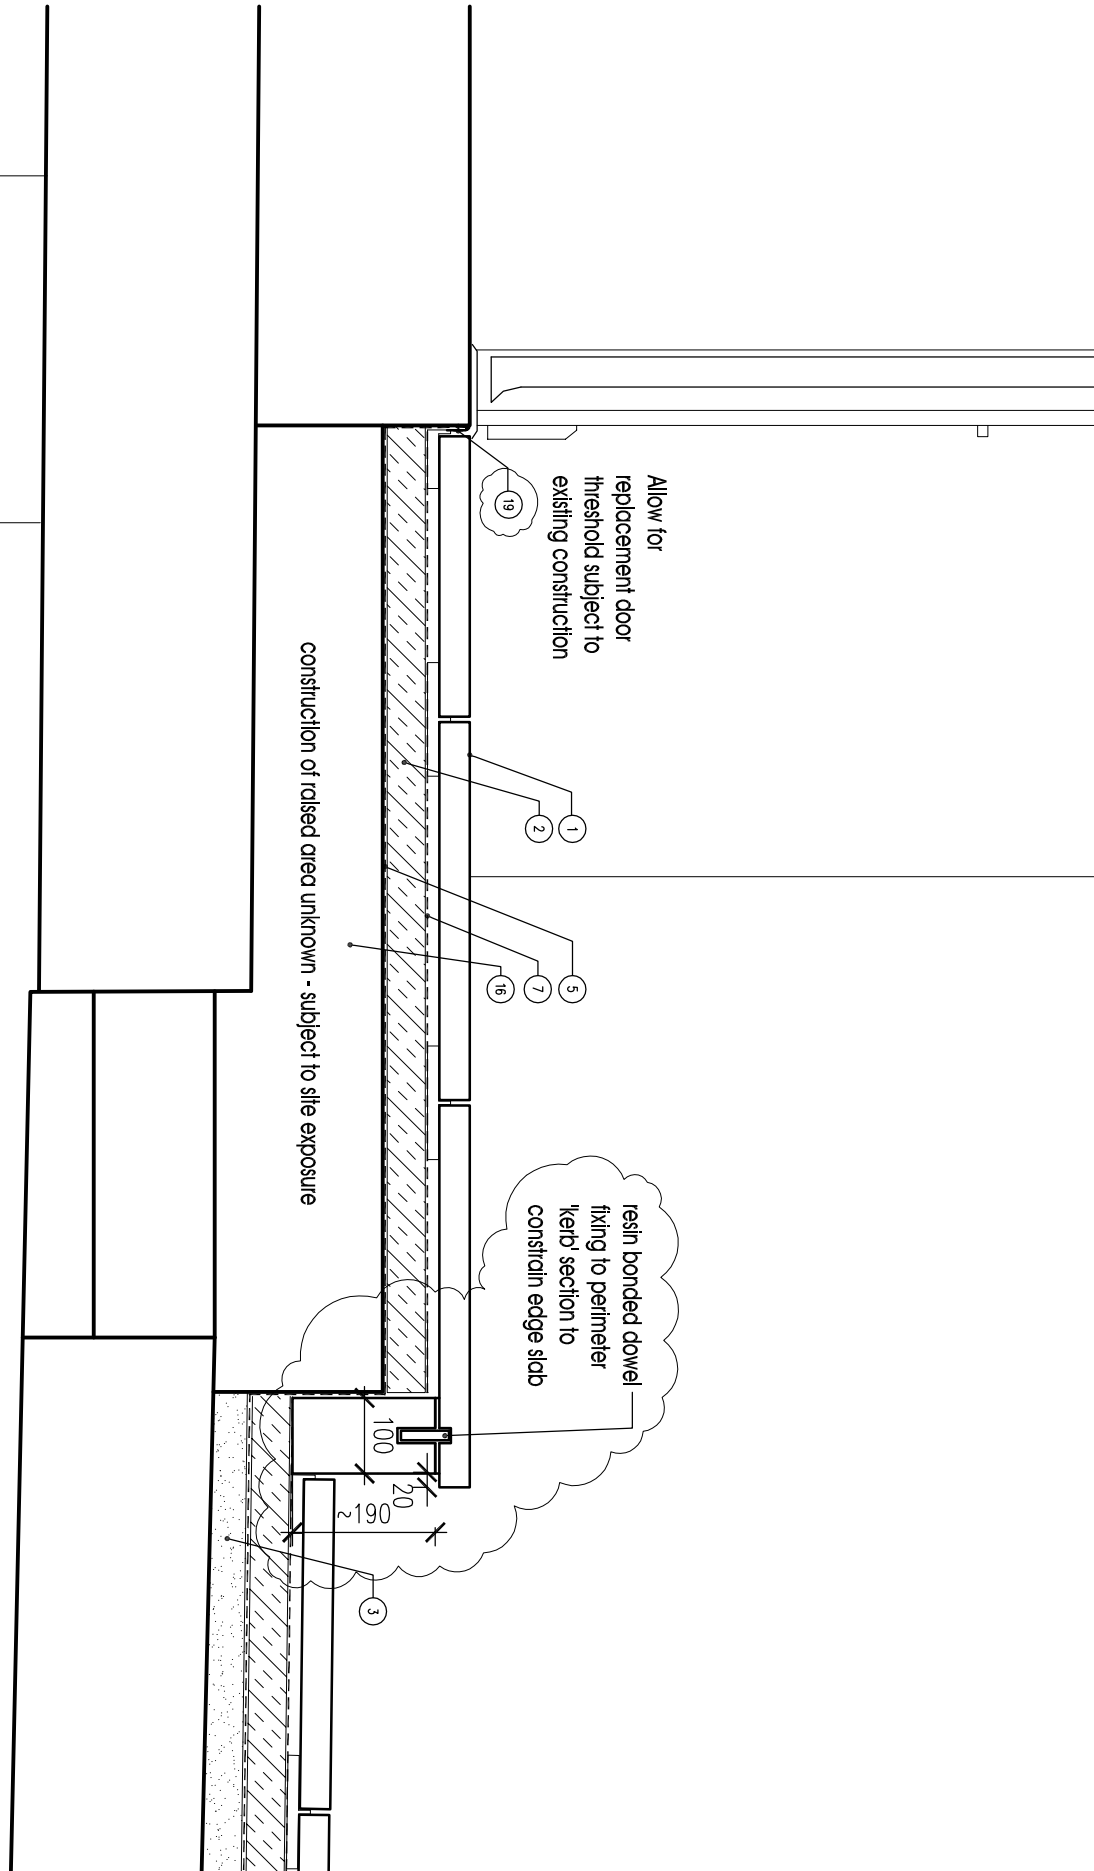 Allow for
replacement door
threshold subject to
existing construction
19
1
2
5
7
16
construction of raised area unknown - subject to site exposure
resin bonded dowel
fixing to perimeter
'kerb' section to
constrain edge slab
100
20
~190
3